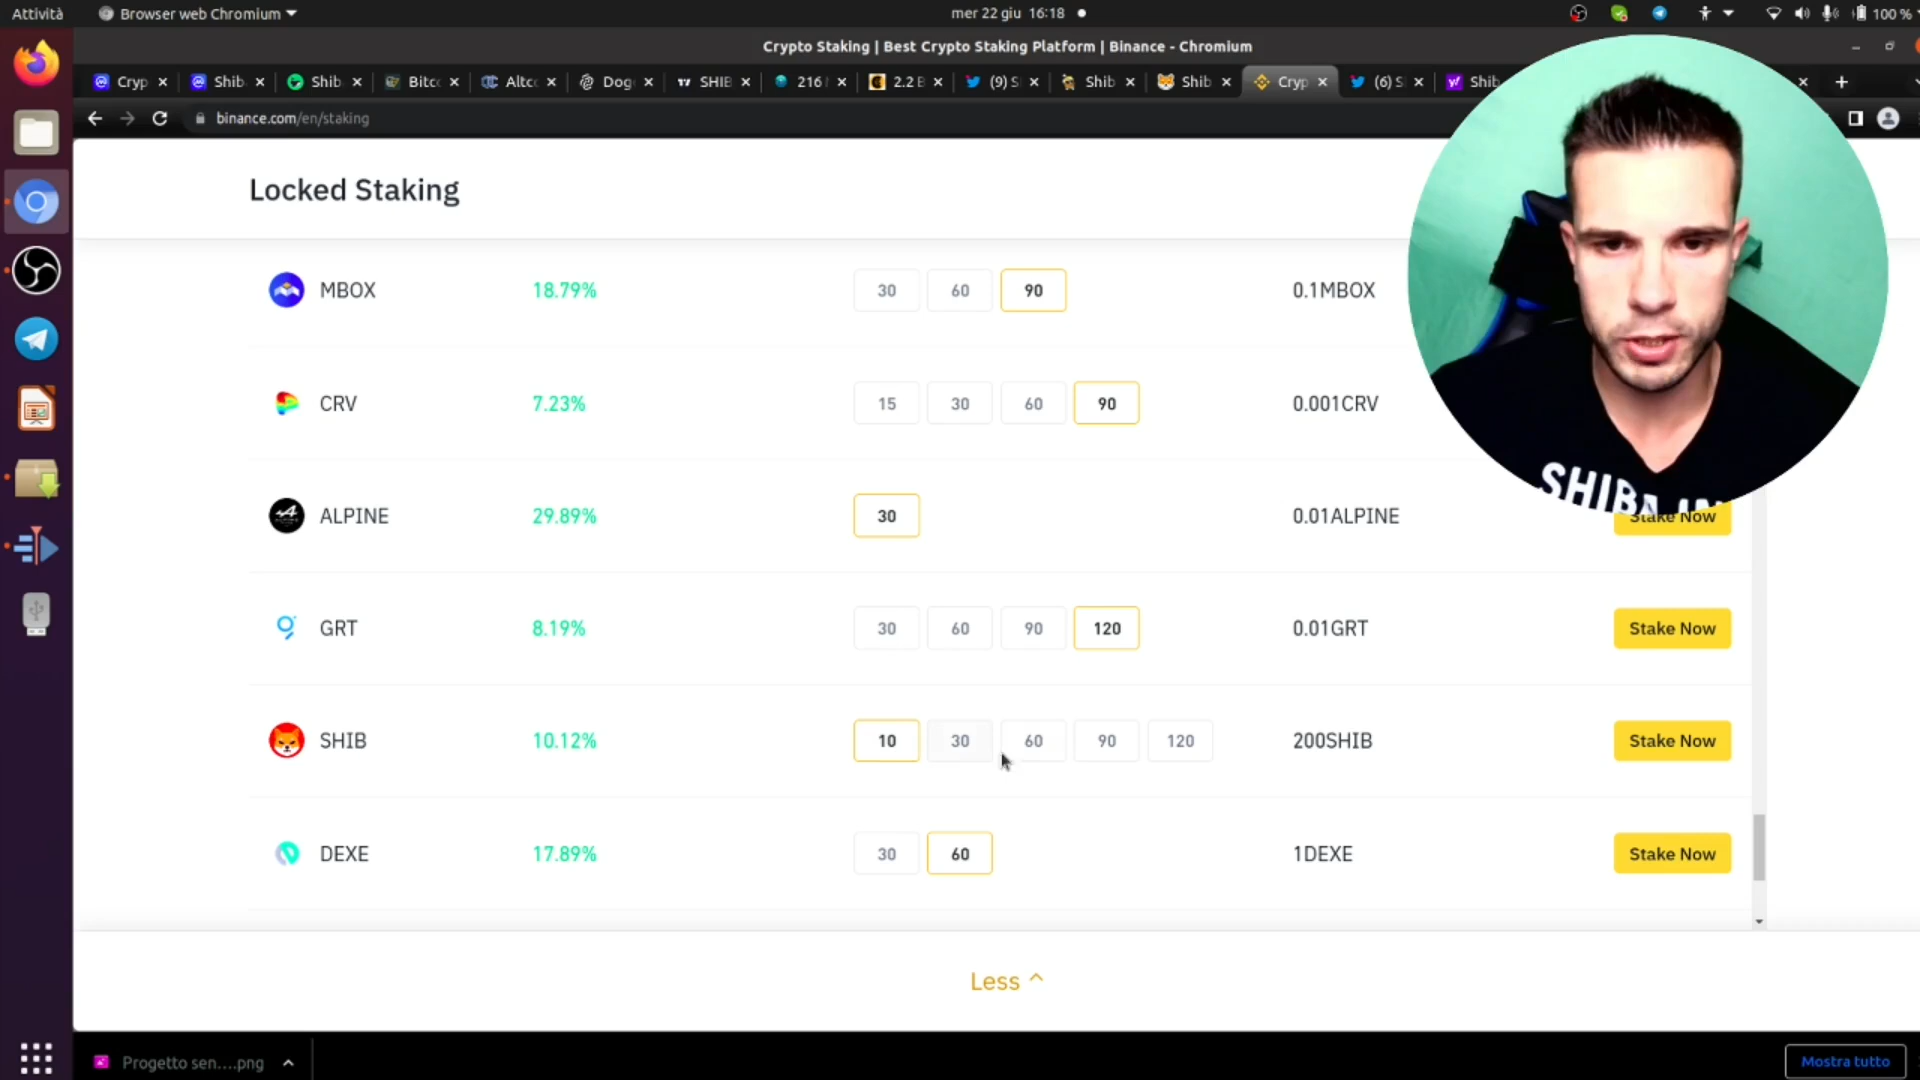 Attività
Browser web Chromium
mer 22 giu 16:18
100 %
Crypto Staking | Best Crypto Staking Platform | Binance - Chromium
Cryp
Shib
Shib
Bitc
Altc
Dog
SHIB
216
2.2 B
(9) S
Shib
Shib
Cryp
(6) S
Shib
binance.com/en/staking
Locked Staking
MBOX 18.79% 30 60 90 0.1MBOX
CRV 7.23% 15 30 60 90 0.001CRV
SHIBA
ALPINE 29.89% 30 0.01ALPINE Stake Now
GRT 8.19% 30 60 90 120 0.01GRT Stake Now
SHIB 10.12% 10 30 60 90 120 200SHIB Stake Now
DEXE 17.89% 30 60 1DEXE Stake Now
Less
Progetto sen....png
Mostra tutto